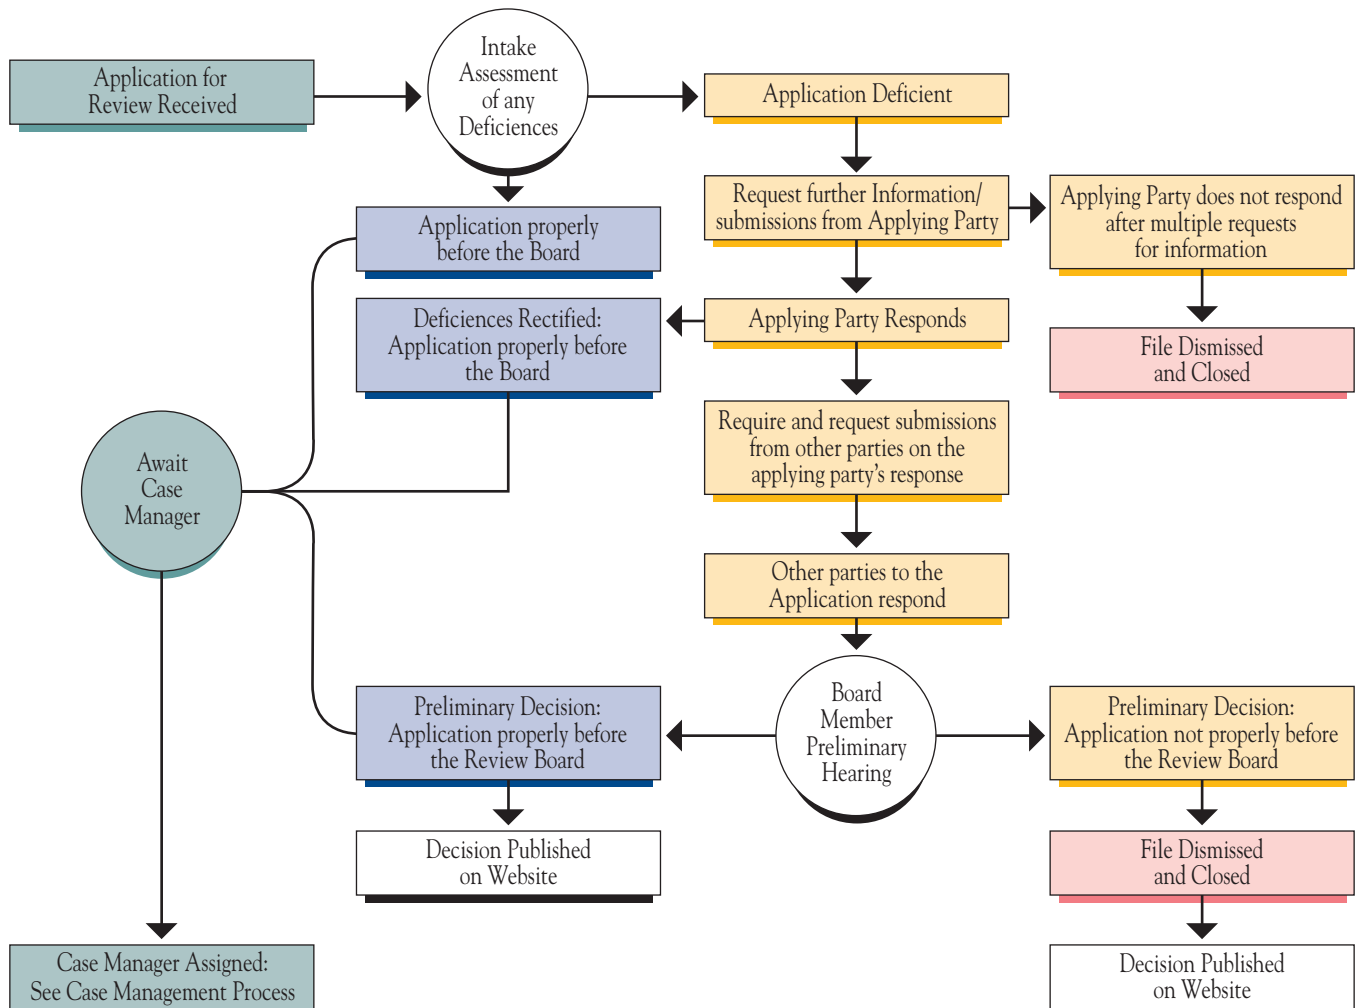 Application for
Review Received
Intake
Assessment
of any
Deficiences
Application Deficient
Request further Information/
submissions from Applying Party
Applying Party does not respond
after multiple requests
for information
Application properly
before the Board
Deficiences Rectified:
Application properly before
the Board
Applying Party Responds
File Dismissed
and Closed
Require and request submissions
from other parties on the
applying party's response
Await
Case
Manager
Other parties to the
Application respond
Preliminary Decision:
Application properly before
the Review Board
Board
Member
Preliminary
Hearing
Preliminary Decision:
Application not properly before
the Review Board
Decision Published
on Website
File Dismissed
and Closed
Case Manager Assigned:
See Case Management Process
Decision Published
on Website